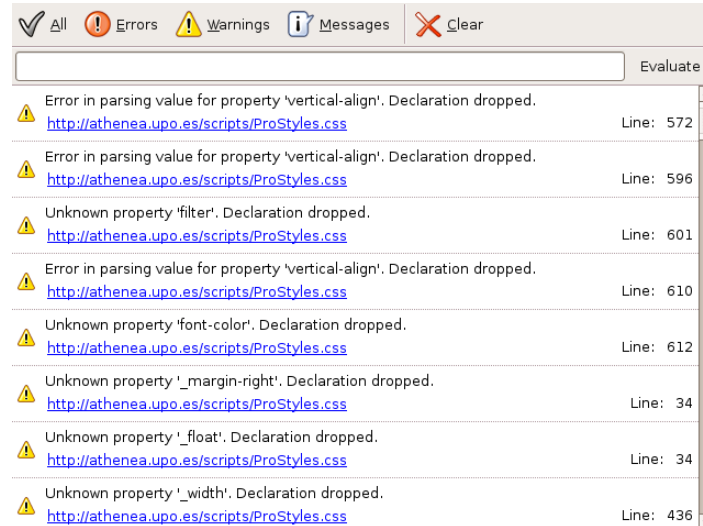 All Errors Warnings Messages Clear
Evaluate
Error in parsing value for property 'vertical-align'. Declaration dropped.
http://athenea.upo.es/scripts/ProStyles.css Line: 572
Error in parsing value for property 'vertical-align'. Declaration dropped.
http://athenea.upo.es/scripts/ProStyles.css Line: 596
Unknown property 'filter'. Declaration dropped.
http://athenea.upo.es/scripts/ProStyles.css Line: 601
Error in parsing value for property 'vertical-align'. Declaration dropped.
http://athenea.upo.es/scripts/ProStyles.css Line: 610
Unknown property 'font-color'. Declaration dropped.
http://athenea.upo.es/scripts/ProStyles.css Line: 612
Unknown property '_margin-right'. Declaration dropped.
http://athenea.upo.es/scripts/ProStyles.css Line: 34
Unknown property '_float'. Declaration dropped.
http://athenea.upo.es/scripts/ProStyles.css Line: 34
Unknown property '_width'. Declaration dropped.
http://athenea.upo.es/scripts/ProStyles.css Line: 436